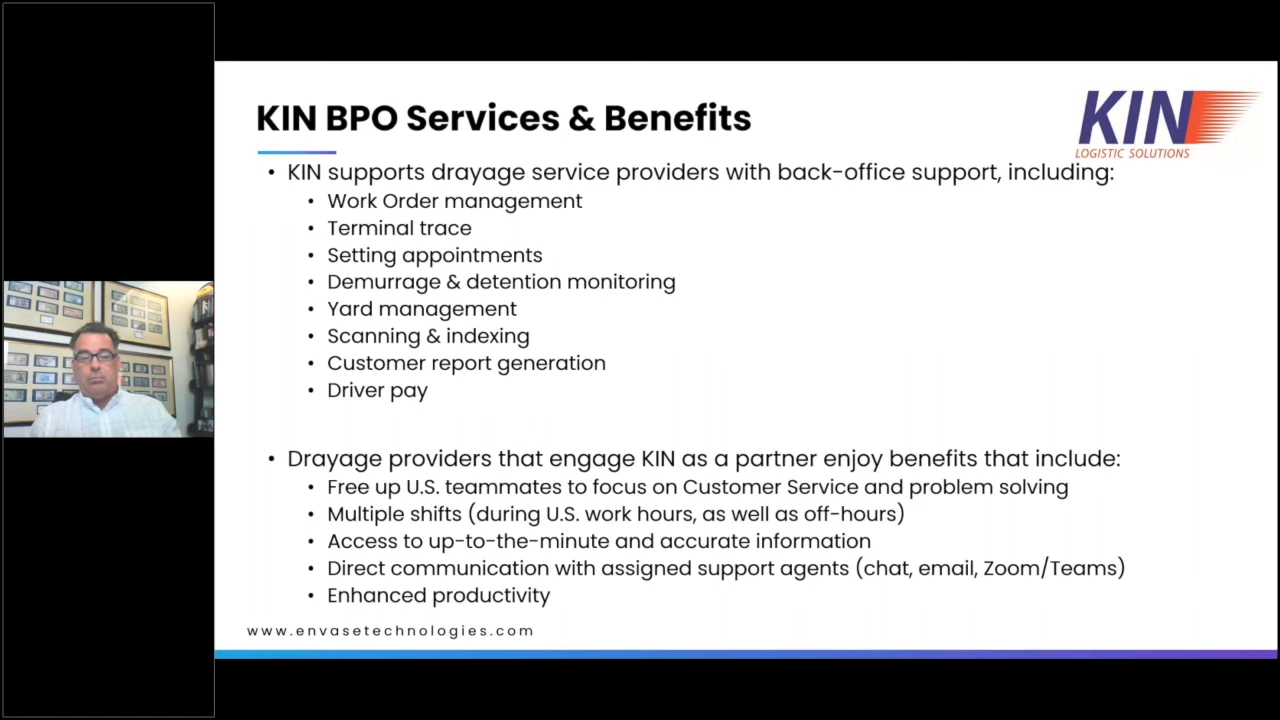 KIN BPO Services & Benefits
KIN
LOGISTIC SOLUTIONS
• KIN supports drayage service providers with back-office support, including:
• Work Order management
• Terminal trace
• Setting appointments
• Demurrage & detention monitoring
• Yard management
• Scanning & indexing
• Customer report generation
• Driver pay
• Drayage providers that engage KIN as a partner enjoy benefits that include:
• Free up U.S. teammates to focus on Customer Service and problem solving
• Multiple shifts (during U.S. work hours, as well as off-hours)
• Access to up-to-the-minute and accurate information
• Direct communication with assigned support agents (chat, email, Zoom/Teams)
• Enhanced productivity
www.envasetechnologies.com